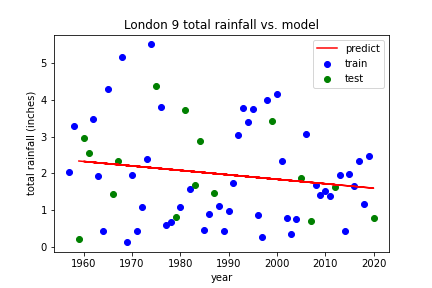 London 9 total rainfall vs. model
predict
train
test
5
4
3
2
1
0
total rainfall (inches)
1960 1970 1980 1990 2000 2010 2020
year